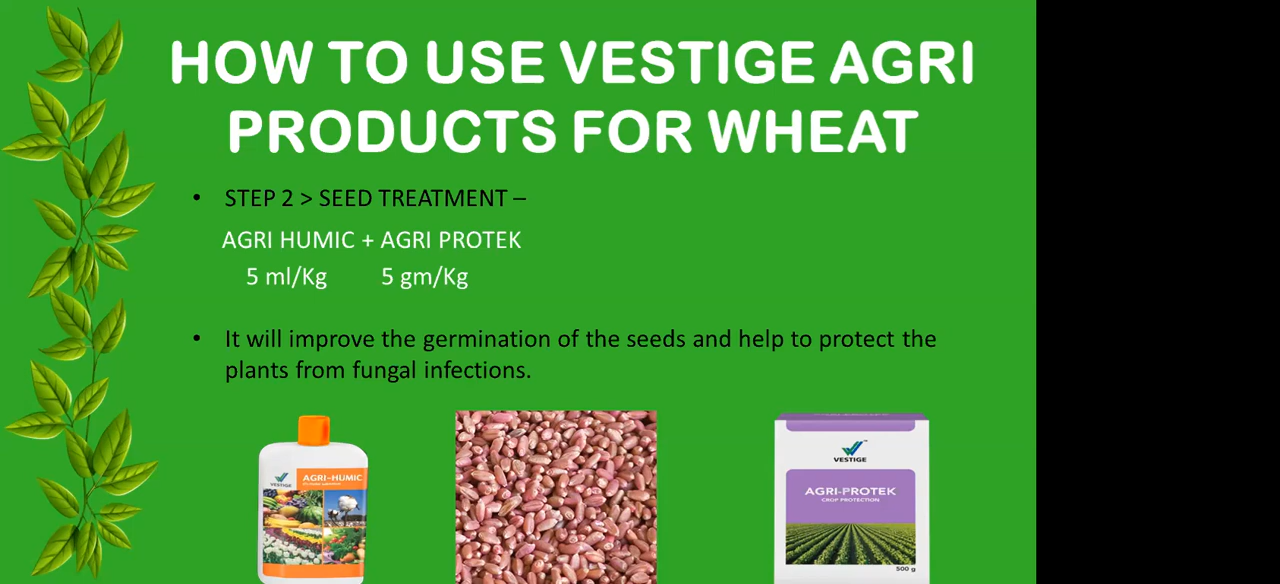 HOW TO USE VESTIGE AGRI
PRODUCTS FOR WHEAT
• STEP 2 > SEED TREATMENT –
AGRI HUMIC + AGRI PROTEK
5 ml/Kg 5 gm/Kg
• It will improve the germination of the seeds and help to protect the
plants from fungal infections.
VESTIGE
AGRI-HUMIC
VESTIGE
AGRI-PROTEK
CROP PROTECTION
500 g